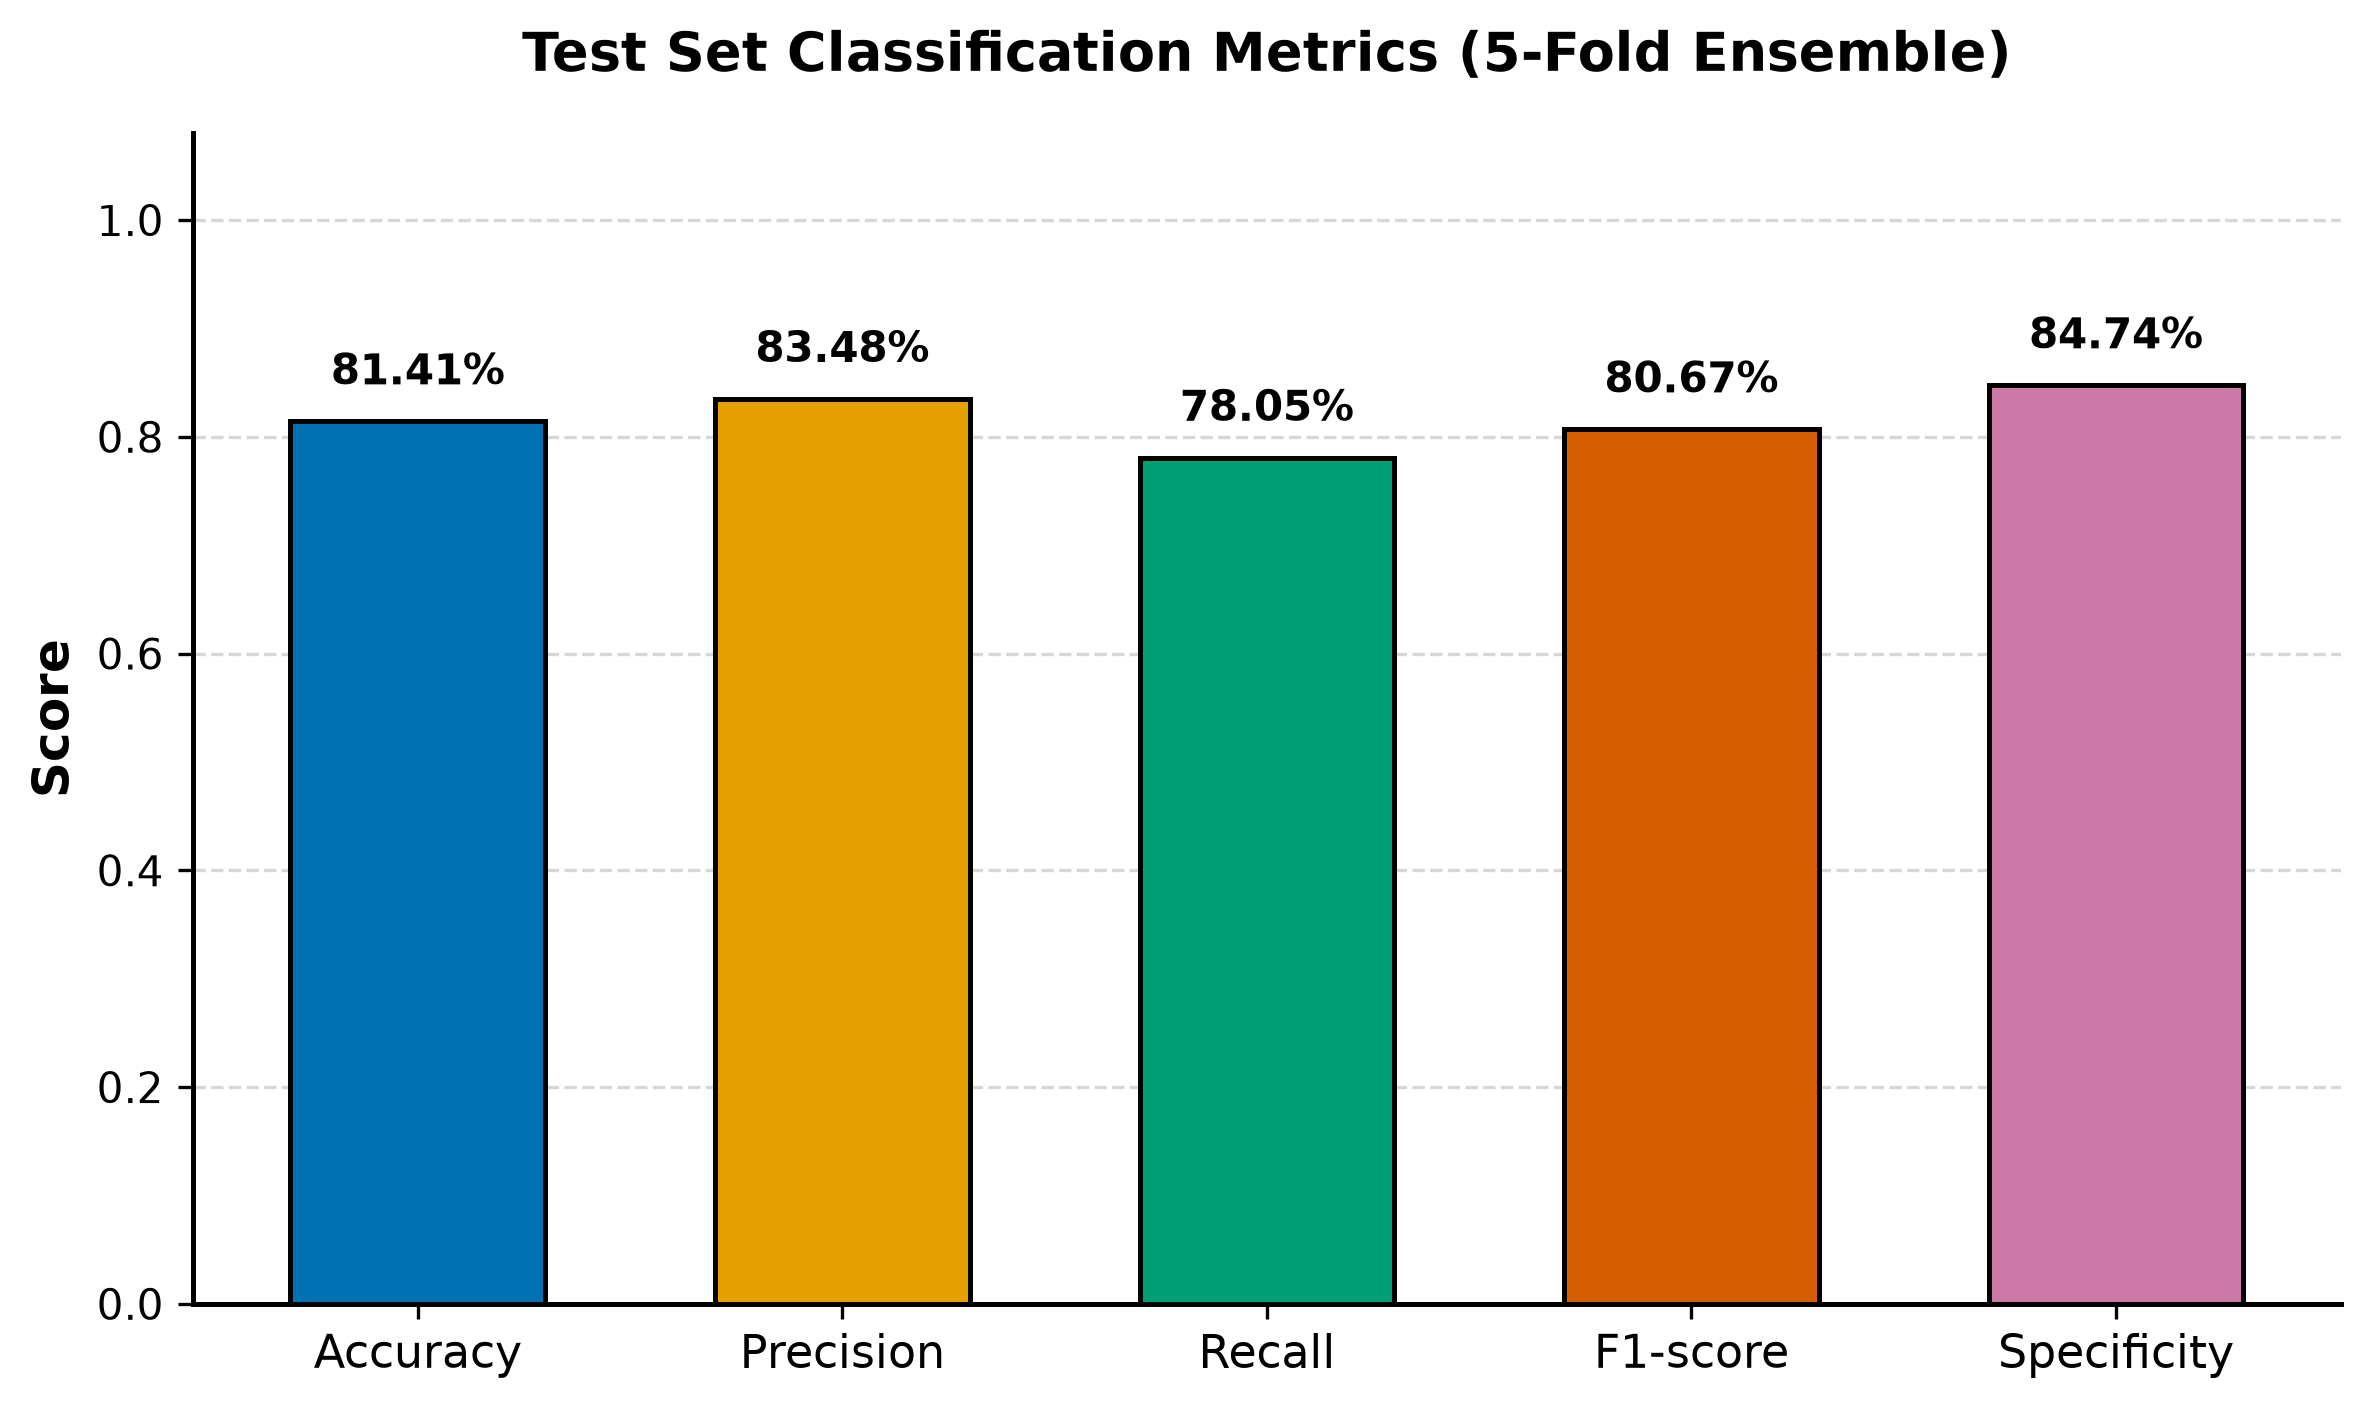 Test Set Classification Metrics (5-Fold Ensemble)
Score
1.0
0.8
0.6
0.4
0.2
0.0
81.41%
83.48%
78.05%
80.67%
84.74%
Accuracy
Precision
Recall
F1-score
Specificity